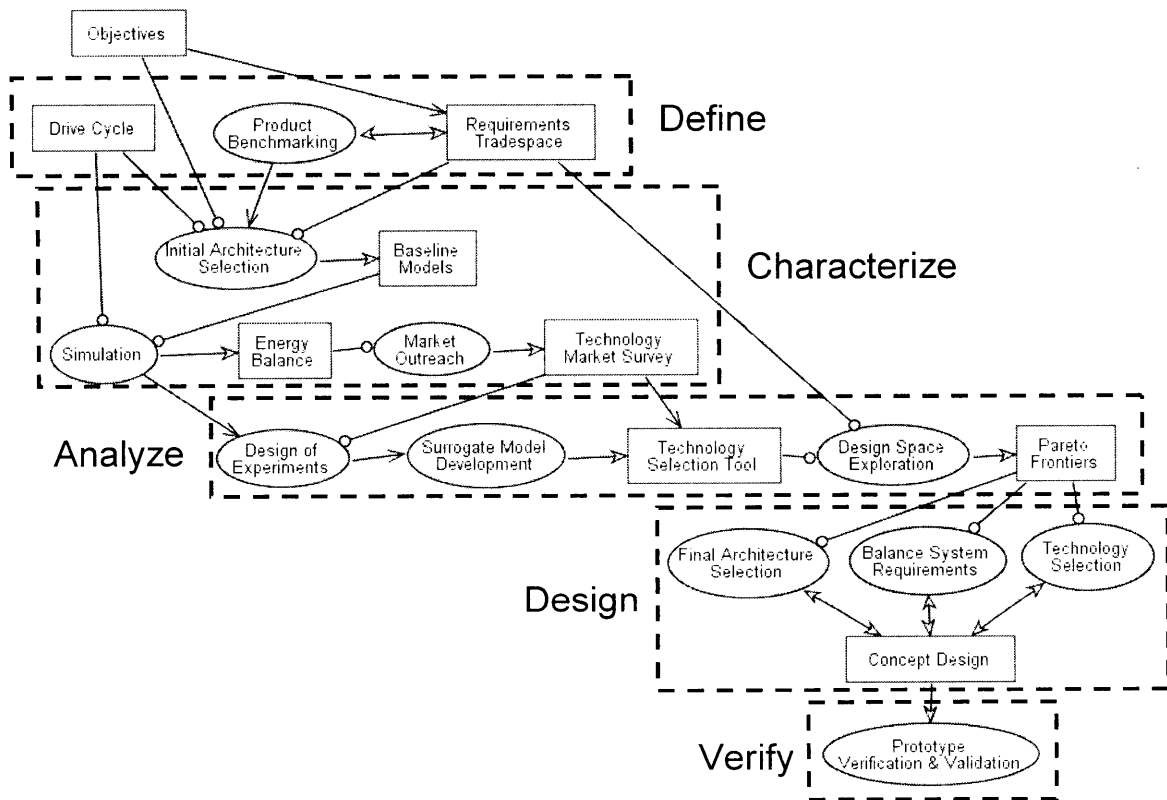 Objectives
Define
Drive Cycle
Product
Benchmarking
Requirements
Tradespace
Initial Architecture
Selection
Baseline
Models
Characterize
Simulation
Energy
Balance
Market
Outreach
Technology
Market Survey
Analyze
Design of
Experiments
Surrogate Model
Development
Technology
Selection Tool
Design Space
Exploration
Pareto
Frontiers
Final Architecture
Selection
Balance System
Requirements
Technology
Selection
Design
Concept Design
Verify
Prototype
Verification & Validation